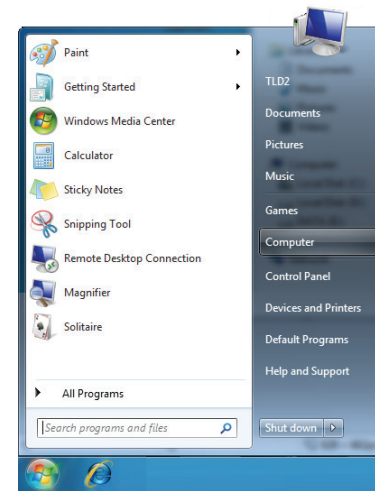 Paint
Getting Started
Windows Media Center
Calculator
Sticky Notes
Snipping Tool
Remote Desktop Connection
Magnifier
Solitaire
All Programs
Search programs and files
TLD2
Documents
Pictures
Music
Games
Computer
Control Panel
Devices and Printers
Default Programs
Help and Support
Shut down